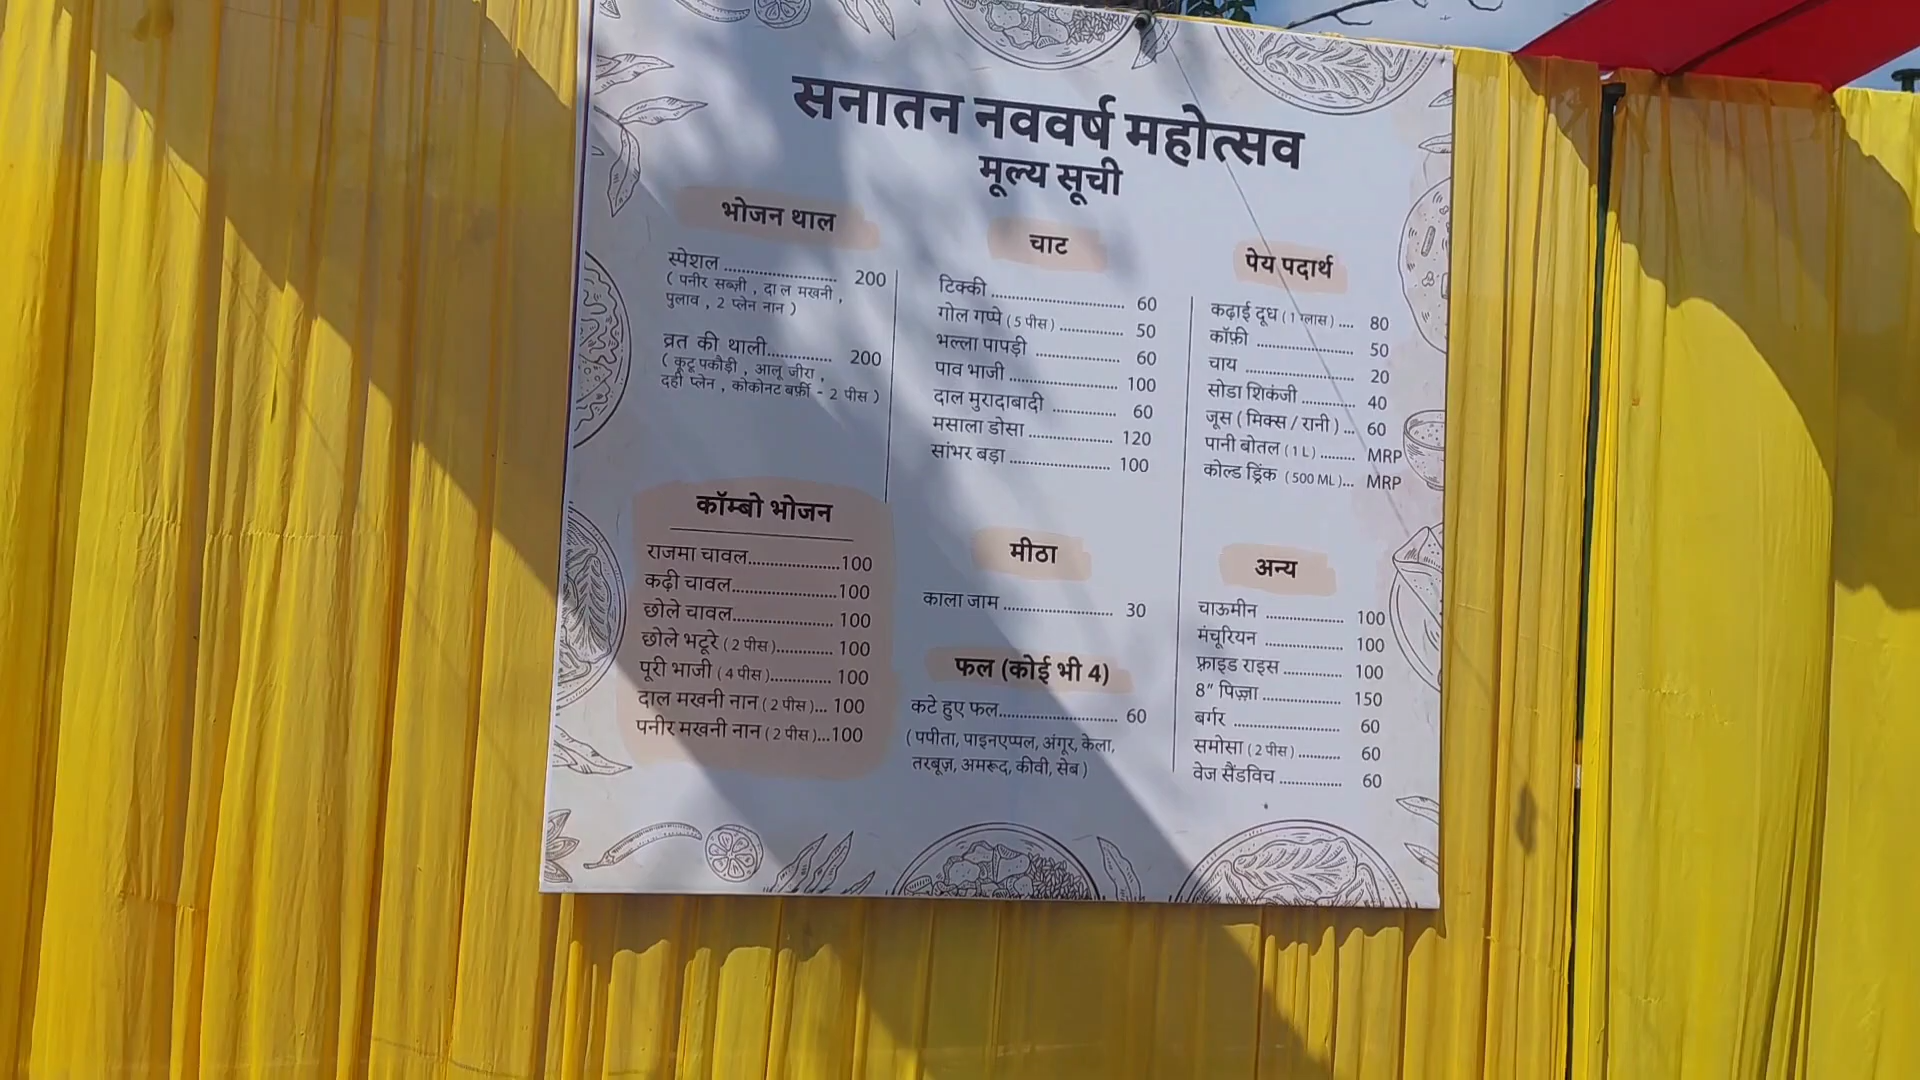 सनातन नववर्ष महोत्सव
मूल्य सूची
भोजन थाल
स्पेशल ........................ 200
( पनीर सब्ज़ी , दाल मखनी ,
पुलाव , 2 प्लेन नान )
व्रत की थाली.............. 200
( कूटू पकौड़ी , आलू जीरा ,
दही प्लेन , कोकोनट बर्फ़ी - 2 पीस )
कॉम्बो भोजन
राजमा चावल......................100
कढ़ी चावल.........................100
छोले चावल........................ 100
छोले भटूरे ( 2 पीस ).............. 100
पूरी भाजी ( 4 पीस ).............. 100
दाल मखनी नान ( 2 पीस )... 100
पनीर मखनी नान ( 2 पीस )...100
चाट
टिक्की ............................. 60
गोल गप्पे ( 5 पीस ) .............. 50
भल्ला पापड़ी ................... 60
पाव भाजी ........................ 100
दाल मुरादाबादी .............. 60
मसाला डोसा ................... 120
सांभर बड़ा ...................... 100
मीठा
काला जाम ........................ 30
फल (कोई भी 4)
कटे हुए फल.......................... 60
( पपीता, पाइनएप्पल, अंगूर, केला,
तरबूज़, अमरूद, कीवी, सेब )
पेय पदार्थ
कढ़ाई दूध ( 1 ग्लास ) .... 80
कॉफ़ी ...................... 50
चाय ........................ 20
सोडा शिकंजी ............ 40
जूस ( मिक्स / रानी ) ... 60
पानी बोतल ( 1 L ) ......... MRP
कोल्ड ड्रिंक ( 500 ML )... MRP
अन्य
चाऊमीन ........................ 100
मंचूरियन ........................ 100
फ़्राइड राइस .................. 100
8” पिज़्ज़ा ........................ 150
बर्गर .............................. 60
समोसा ( 2 पीस ) ........... 60
वेज सैंडविच .................. 60